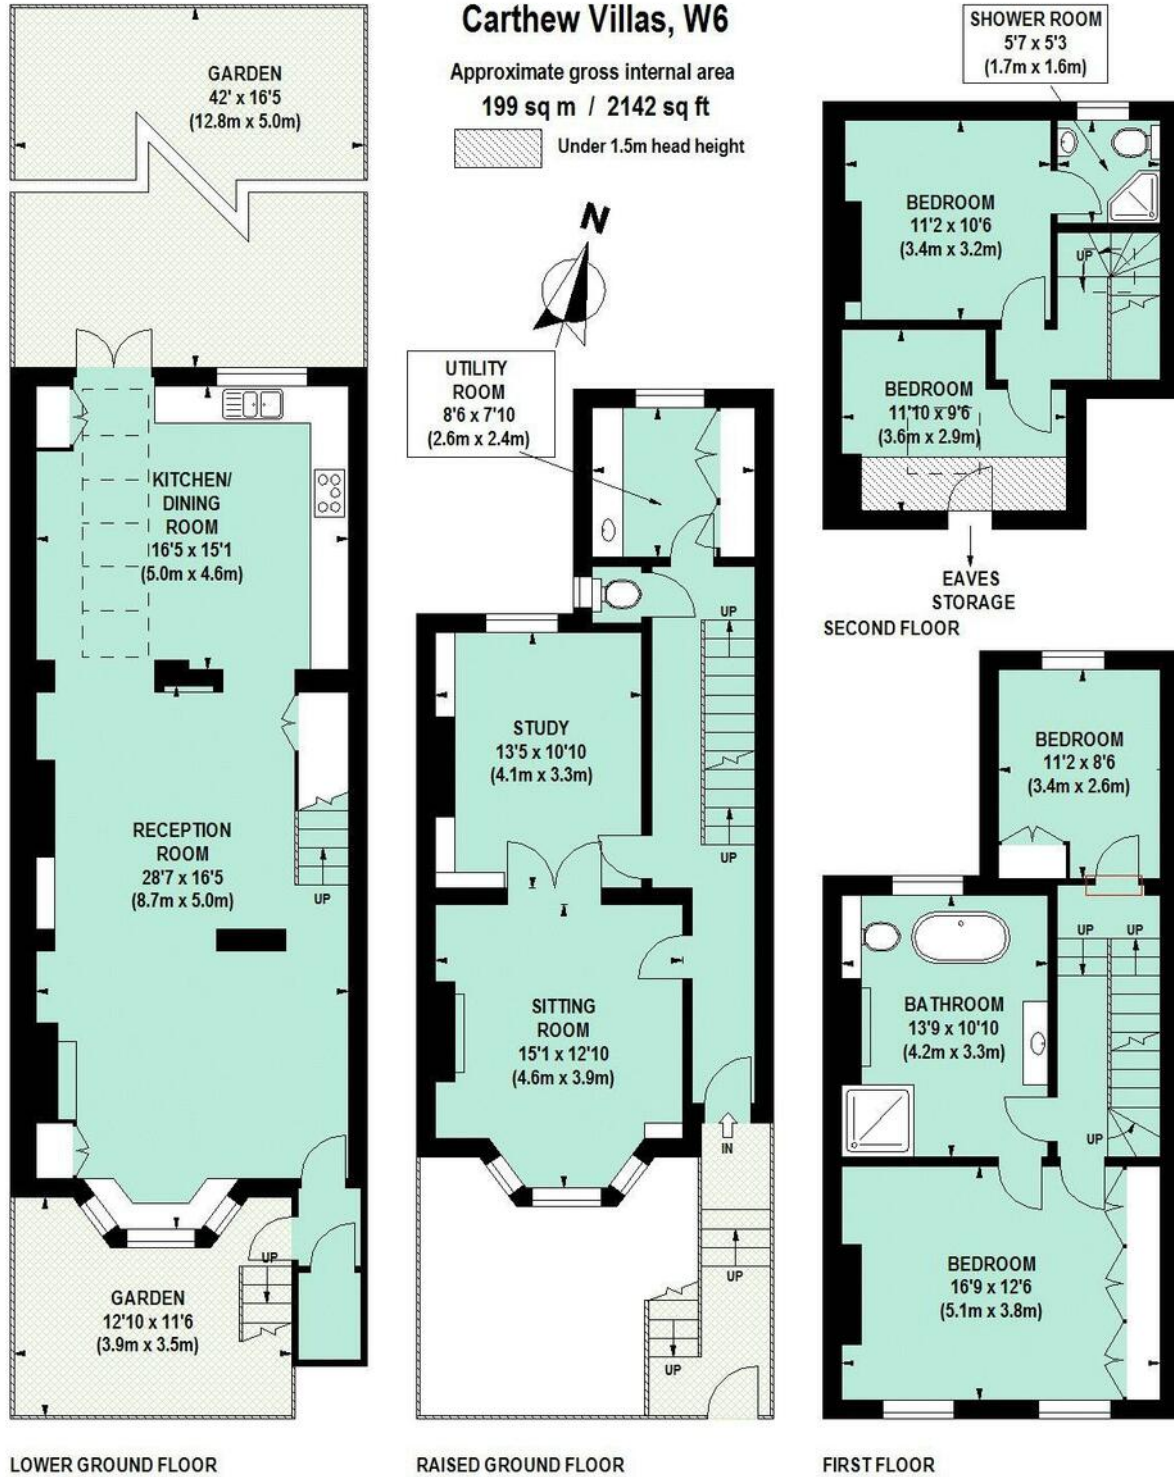 Carthew Villas, W6
Approximate gross internal area
199 sq m / 2142 sq ft
Under 1.5m head height
N
GARDEN
42' x 16'5
(12.8m x 5.0m)
KITCHEN/
DINING
ROOM
16'5 x 15'1
(5.0m x 4.6m)
RECEPTION
ROOM
28'7 x 16'5
(8.7m x 5.0m)
UP
UP
GARDEN
12'10 x 11'6
(3.9m x 3.5m)
LOWER GROUND FLOOR
UTILITY
ROOM
8'6 x 7'10
(2.6m x 2.4m)
UP
STUDY
13'5 x 10'10
(4.1m x 3.3m)
UP
SITTING
ROOM
15'1 x 12'10
(4.6m x 3.9m)
IN
UP
UP
RAISED GROUND FLOOR
SHOWER ROOM
5'7 x 5'3
(1.7m x 1.6m)
BEDROOM
11'2 x 10'6
(3.4m x 3.2m)
UP
BEDROOM
11'10 x 9'6
(3.6m x 2.9m)
EAVES
STORAGE
SECOND FLOOR
BEDROOM
11'2 x 8'6
(3.4m x 2.6m)
UP UP
BATHROOM
13'9 x 10'10
(4.2m x 3.3m)
UP
BEDROOM
16'9 x 12'6
(5.1m x 3.8m)
FIRST FLOOR